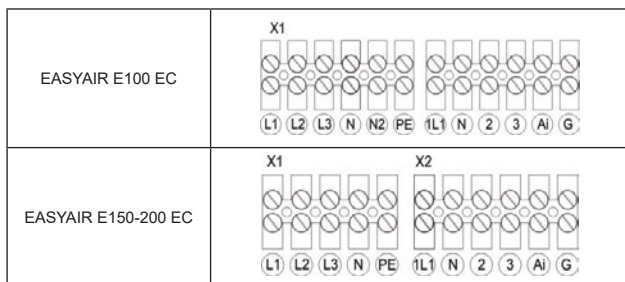 X1
EASYAIR E100 EC
L1 L2 L3 N N2 PE 1L1 N 2 3 Ai G
X1 X2
EASYAIR E150-200 EC
L1 L2 L3 N PE 1L1 N 2 3 Ai G